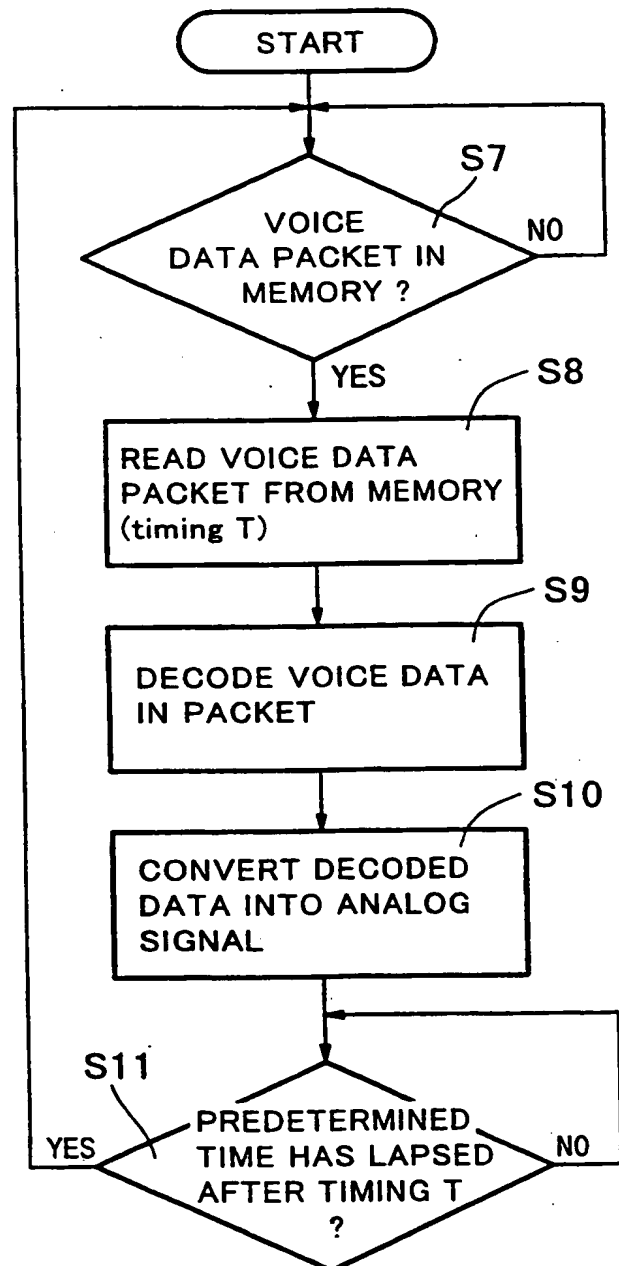 START
S7
VOICE
DATA PACKET IN
MEMORY ?
NO
YES
S8
READ VOICE DATA
PACKET FROM MEMORY
(timing T)
S9
DECODE VOICE DATA
IN PACKET
S10
CONVERT DECODED
DATA INTO ANALOG
SIGNAL
S11
PREDETERMINED
YES
TIME HAS LAPSED
NO
AFTER TIMING T
?